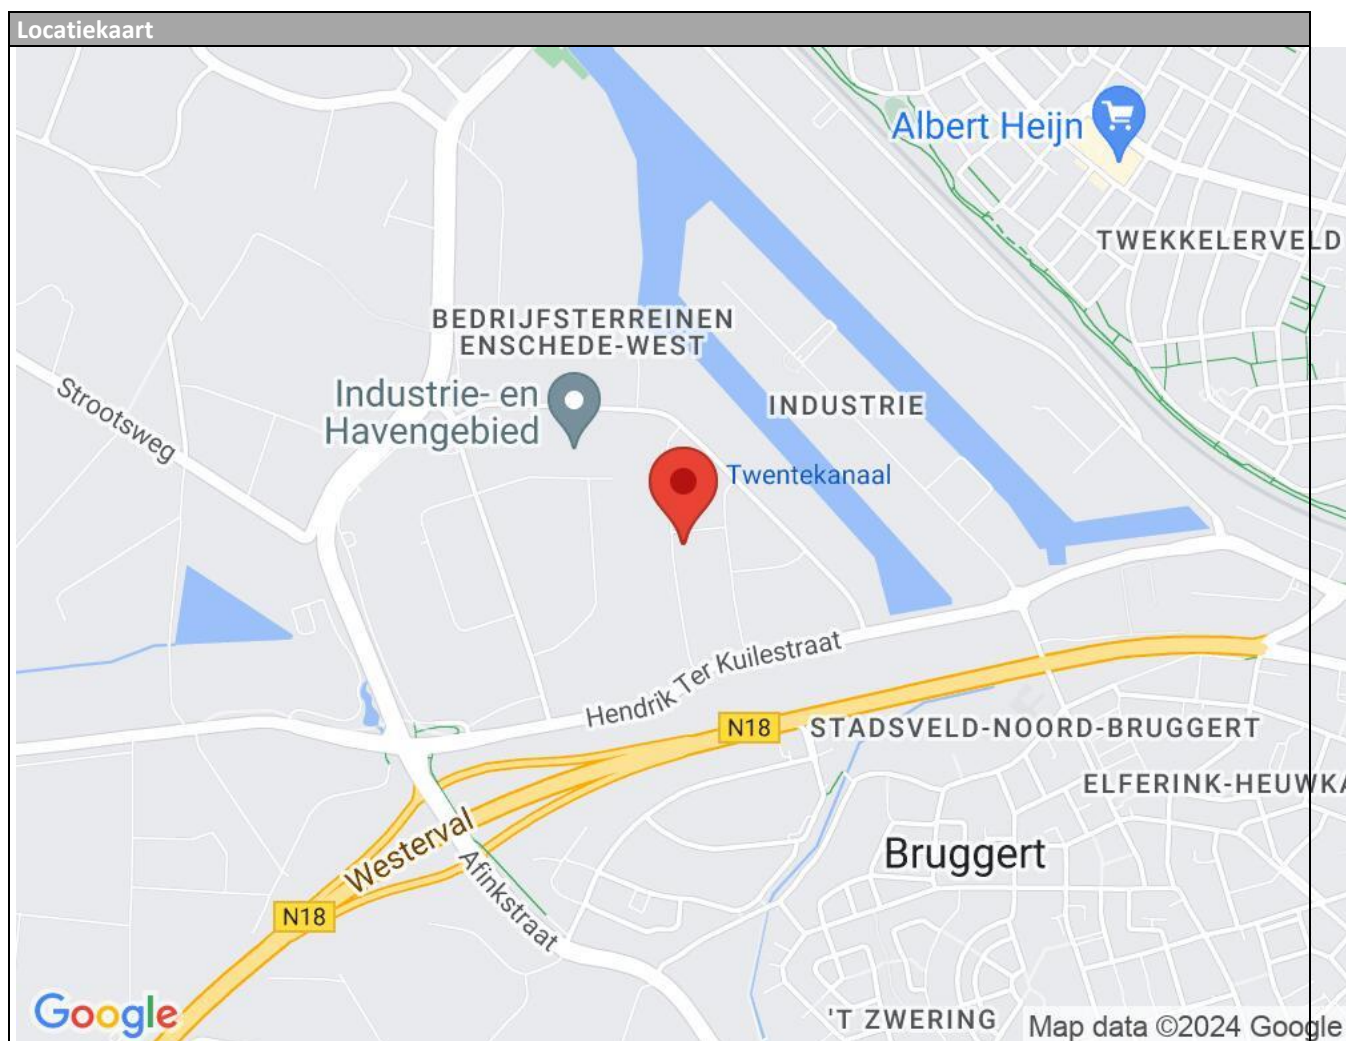 Locatiekaart
Albert Heijn
TWEKKELERVELD
BEDRIJFSTERREINEN
ENSCHEDE-WEST
Industrie- en
Havengebied
INDUSTRIE
Strootsweg
Twentekanaal
Hendrik Ter Kuilestraat
N18
STADSVELD-NOORD-BRUGGERT
ELFERINK-HEUWKA
Westerval
Bruggert
Afinkstraat
N18
Google
'T ZWERING
Map data ©2024 Google